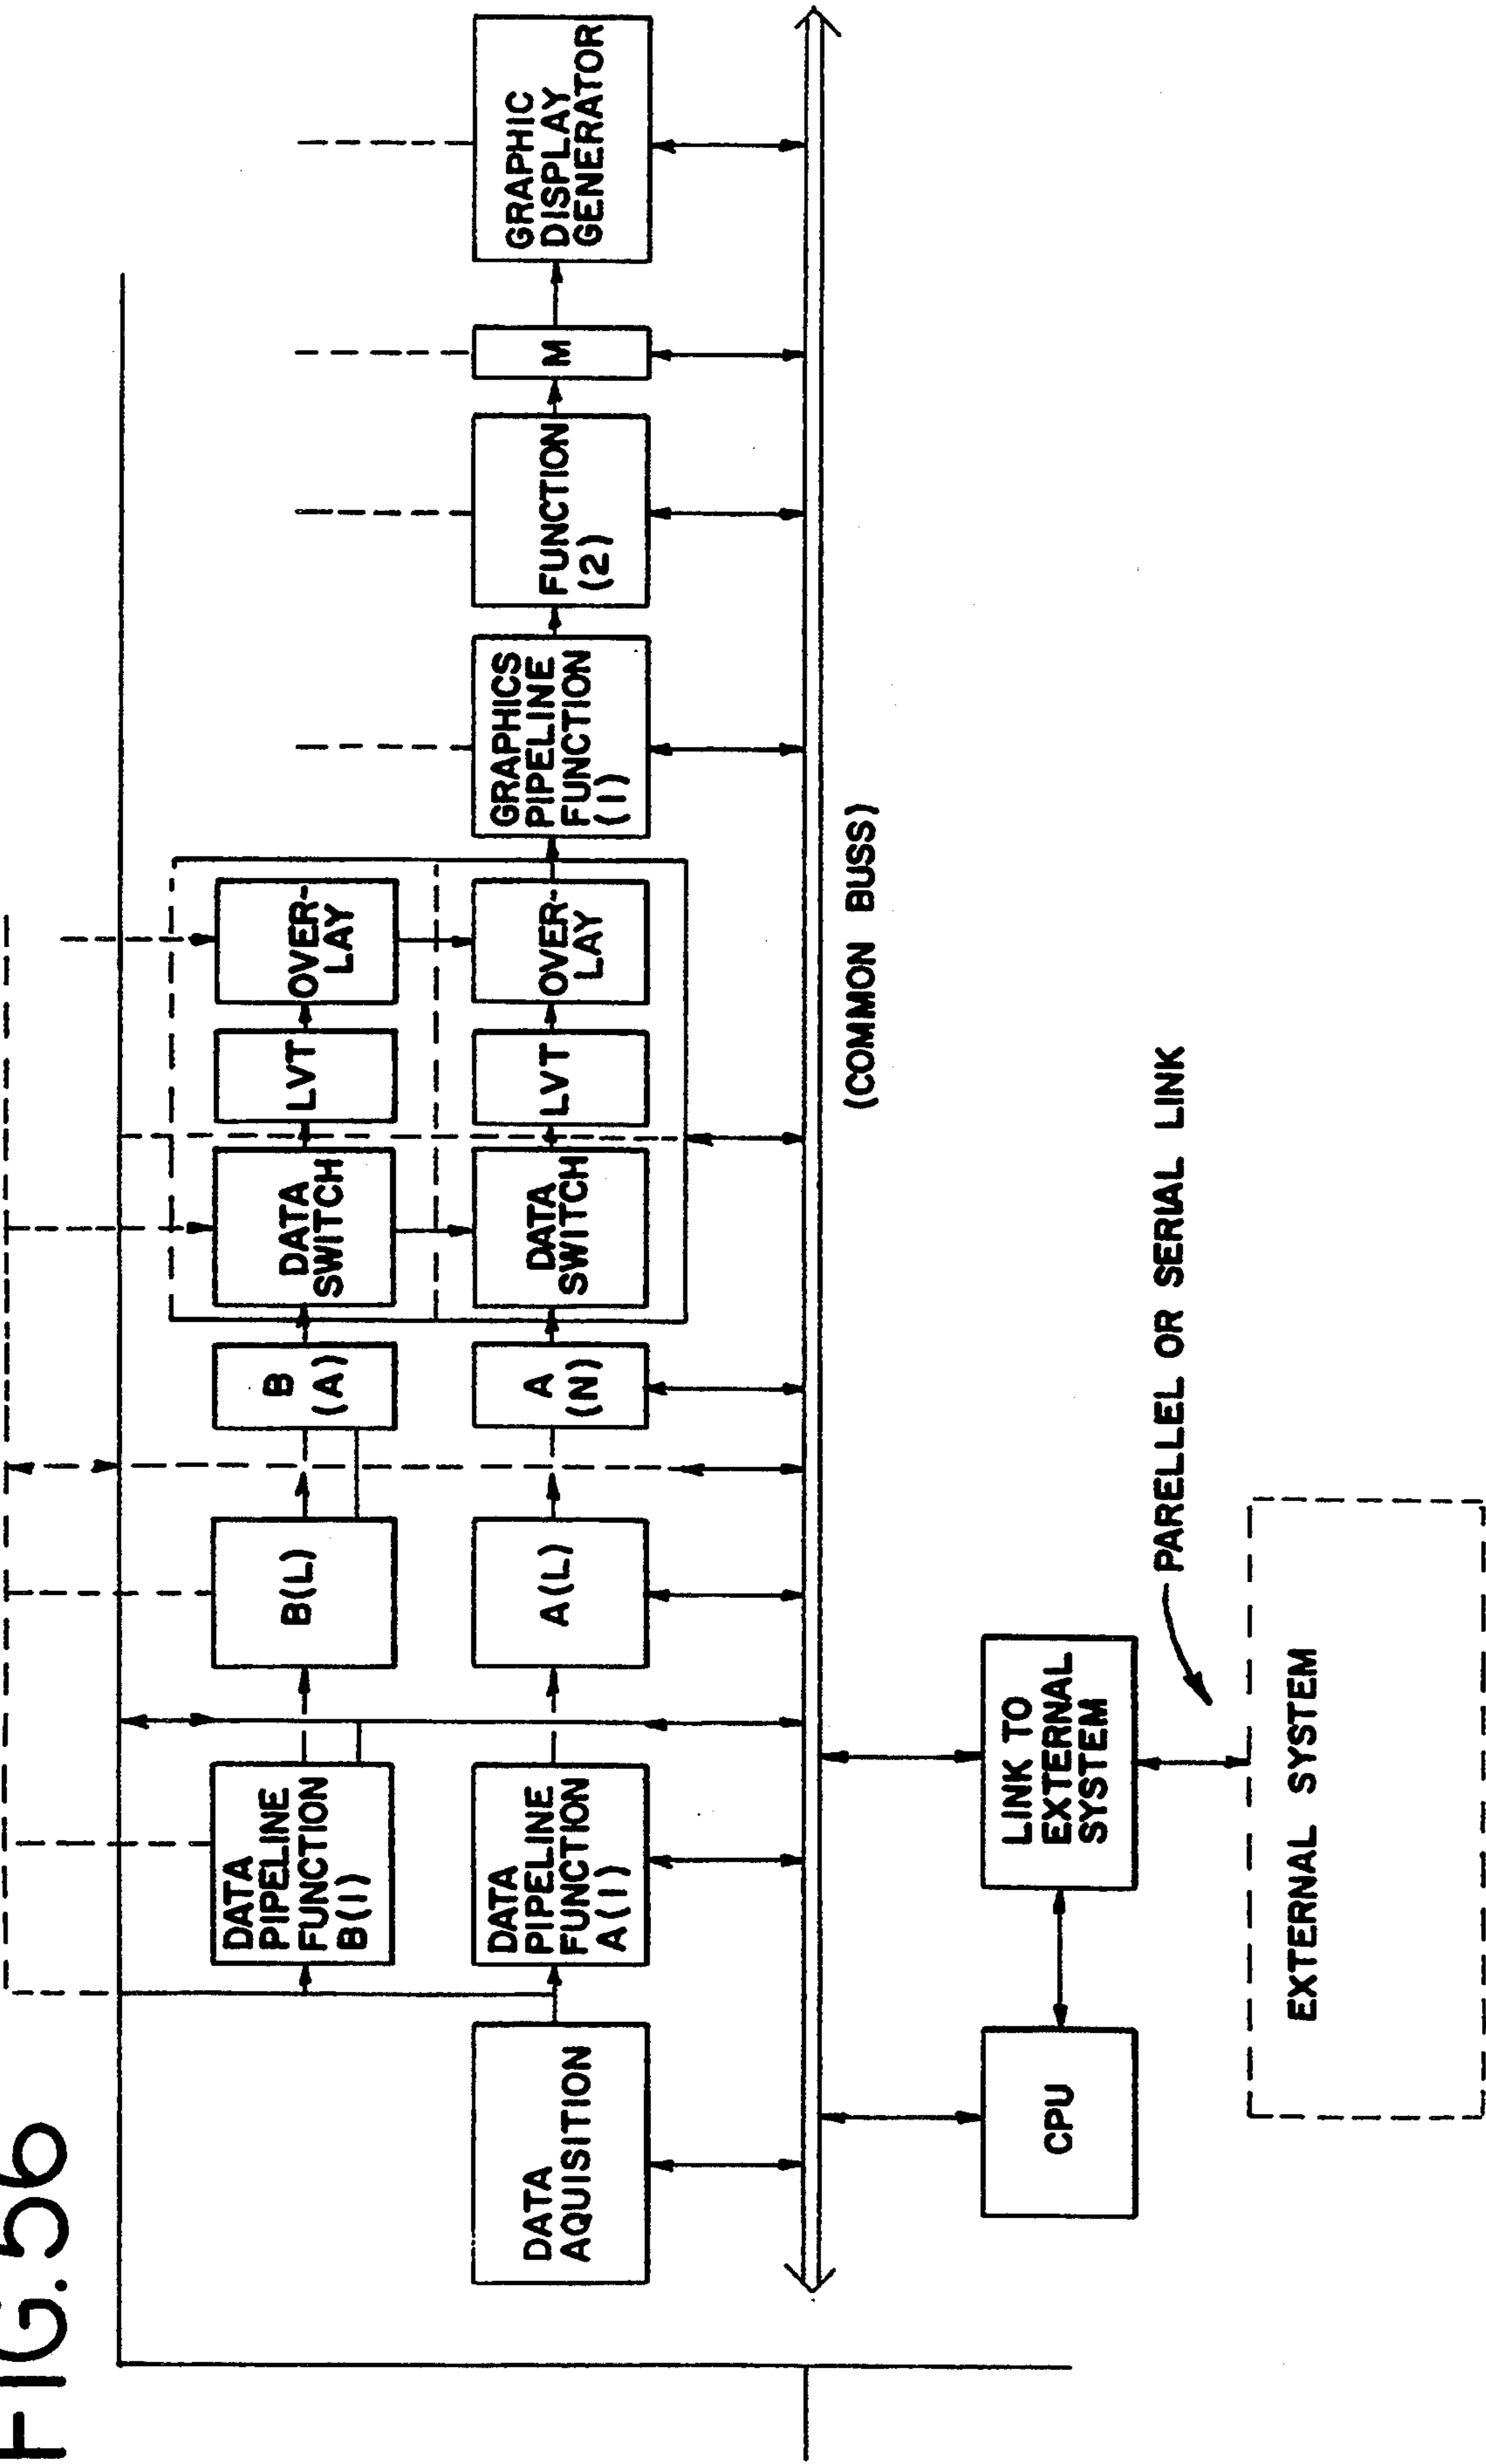 FIG. 56
DATA
PIPELINE
FUNCTION
B(1)
B(L)
B
(A)
DATA
SWITCH
LVT
OVER-
LAY
DATA
AQUISITION
DATA
PIPELINE
FUNCTION
A(1)
A(L)
A
(N)
DATA
SWITCH
LVT
OVER-
LAY
GRAPHICS
PIPELINE
FUNCTION
(1)
FUNCTION
(2)
M
GRAPHIC
DISPLAY
GENERATOR
(COMMON BUSS)
CPU
LINK TO
EXTERNAL
SYSTEM
PARELLEL OR SERIAL LINK
EXTERNAL SYSTEM